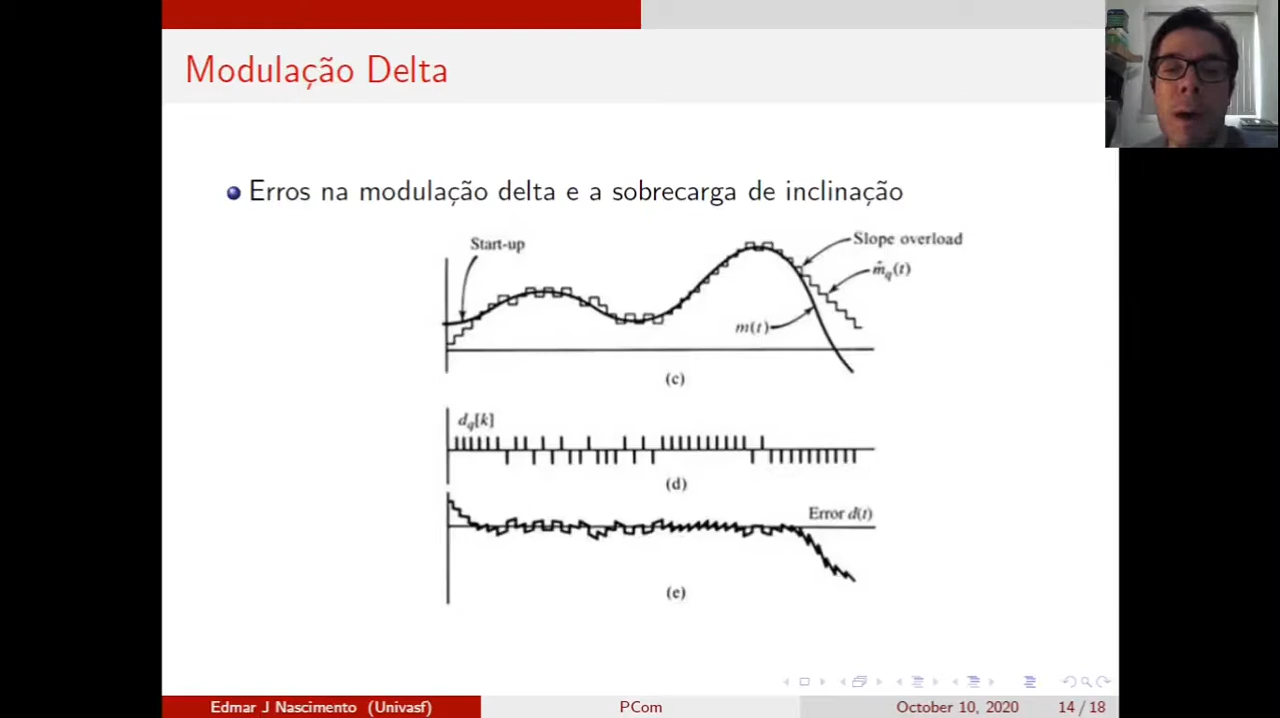 Modulação Delta
Erros na modulação delta e a sobrecarga de inclinação
Start-up
Slope overload
m̂q(t)
m(t)
(c)
dq[k]
(d)
Error d(t)
(e)
Edmar J Nascimento (Univasf)
PCom
October 10, 2020
14 / 18